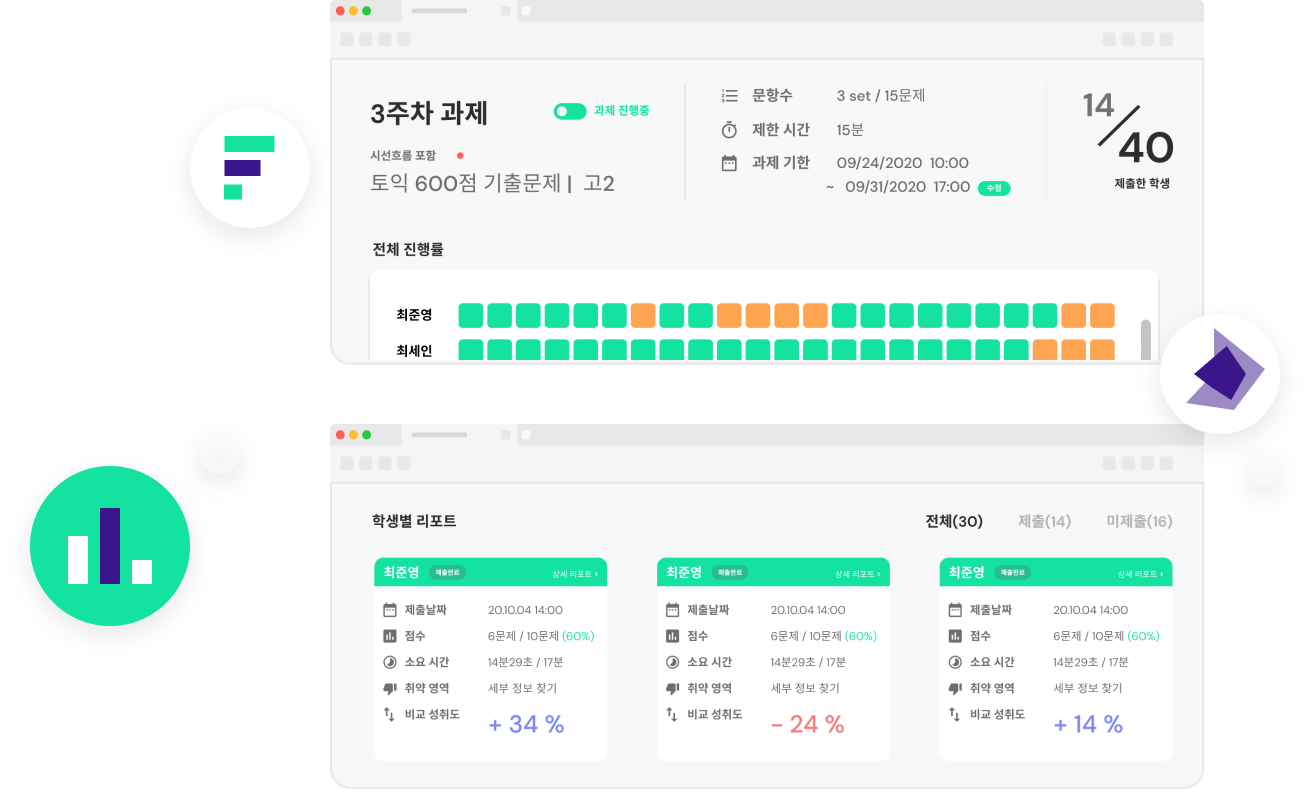 3주차 과제
과제 진행중
시선흐름 포함
토익 600점 기출문제 | 고2
문항수 3 set / 15문제
제한 시간 15분
과제 기한 09/24/2020 10:00
~ 09/31/2020 17:00 수정
14/40
제출한 학생
전체 진행률
최준영
최세인
학생별 리포트
전체(30) 제출(14) 미제출(16)
최준영 제출완료 상세 리포트 >
제출날짜 20.10.04 14:00
점수 6문제 / 10문제 (60%)
소요 시간 14분29초 / 17분
취약 영역 세부 정보 찾기
비교 성취도 + 34 %
최준영 제출완료 상세 리포트 >
제출날짜 20.10.04 14:00
점수 6문제 / 10문제 (60%)
소요 시간 14분29초 / 17분
취약 영역 세부 정보 찾기
비교 성취도 - 24 %
최준영 제출완료 상세 리포트 >
제출날짜 20.10.04 14:00
점수 6문제 / 10문제 (60%)
소요 시간 14분29초 / 17분
취약 영역 세부 정보 찾기
비교 성취도 + 14 %